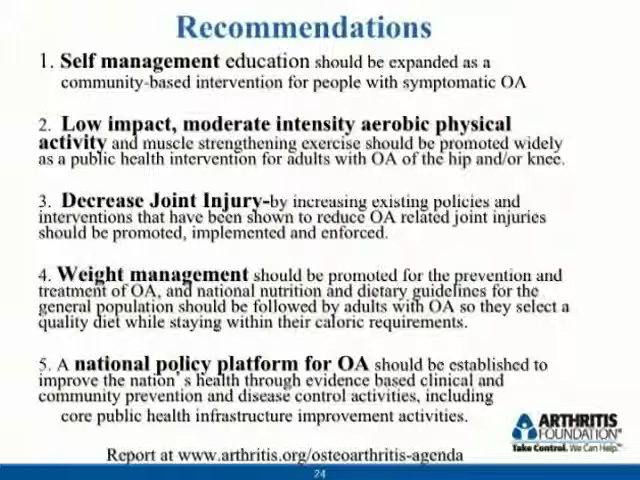 Recommendations
1. Self management education should be expanded as a
community-based intervention for people with symptomatic OA
2. Low impact, moderate intensity aerobic physical
activity and muscle strengthening exercise should be promoted widely
as a public health intervention for adults with OA of the hip and/or knee.
3. Decrease Joint Injury-by increasing existing policies and
interventions that have been shown to reduce OA related joint injuries
should be promoted, implemented and enforced.
4. Weight management should be promoted for the prevention and
treatment of OA, and national nutrition and dietary guidelines for the
general population should be followed by adults with OA so they select a
quality diet while staying within their caloric requirements.
5. A national policy platform for OA should be established to
improve the nation's health through evidence based clinical and
community prevention and disease control activities, including
core public health infrastructure improvement activities.
ARTHRITIS
FOUNDATION
Take Control. We Can Help.
Report at www.arthritis.org/osteoarthritis-agenda
24